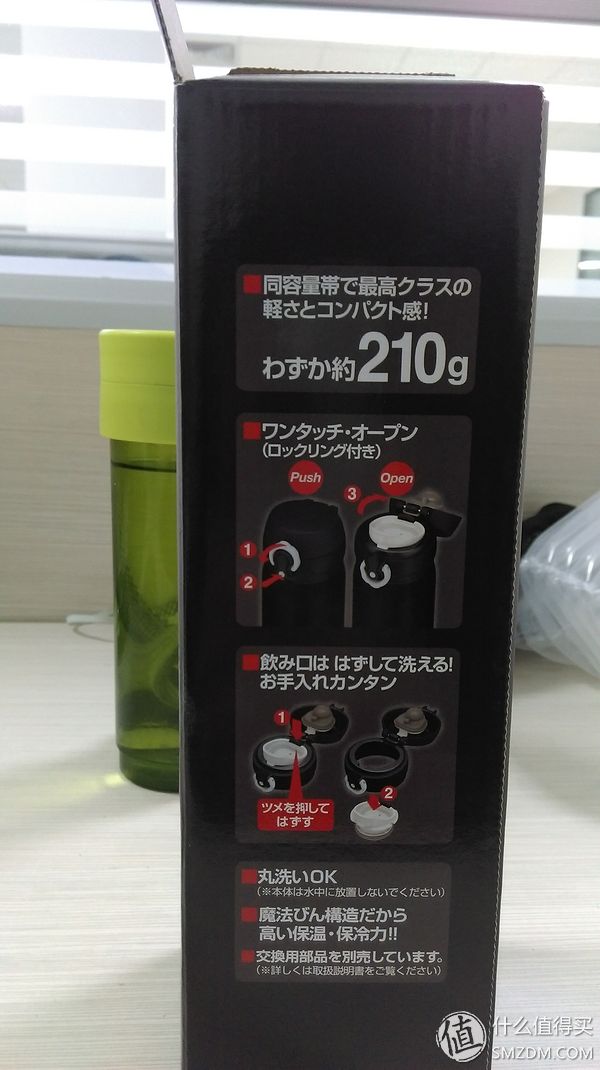 ■同容量帯で最高クラスの
軽さとコンパクト感!
わずか約210g
■ワンタッチ・オープン
(ロックリング付き)
Push
Open
3
1
2
■飲み口は はずして洗える!
お手入れカンタン
1
2
ツメを押して
はずす
■丸洗いOK
(※本体は水中に放置しないでください)
■魔法びん構造だから
高い保温・保冷力!!
■交換用部品を別売しています。
(※詳しくは取扱説明書をご覧ください)
值 什么值得买
SMZDM.COM